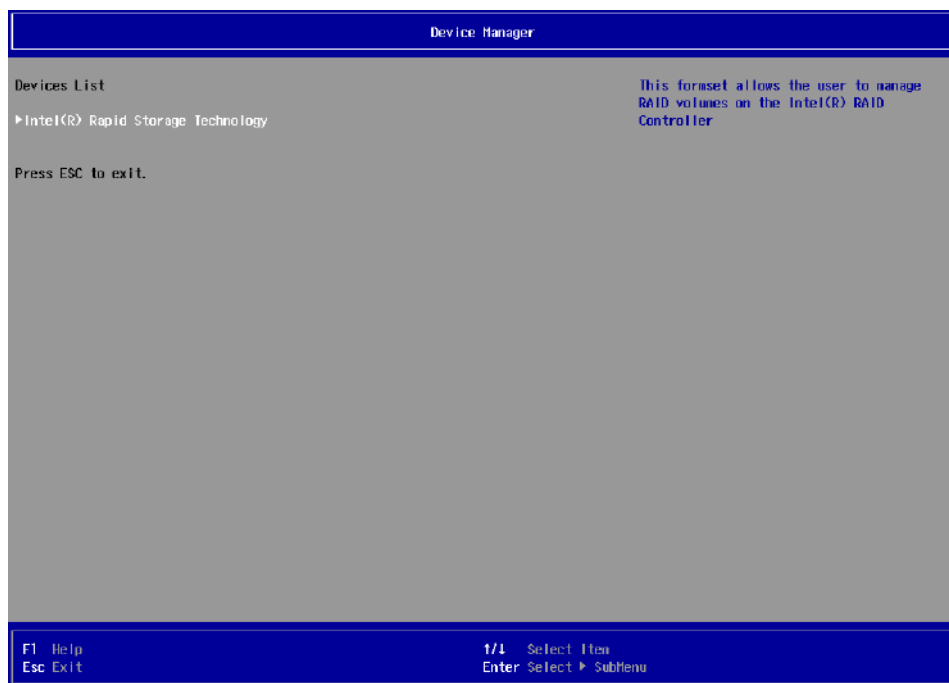 Device Manager
Devices List
▶Intel(R) Rapid Storage Technology
Press ESC to exit.
This formset allows the user to manage
RAID volumes on the Intel(R) RAID
Controller
F1 Help
Esc Exit
↑/↓ Select Item
Enter Select ▶ SubMenu